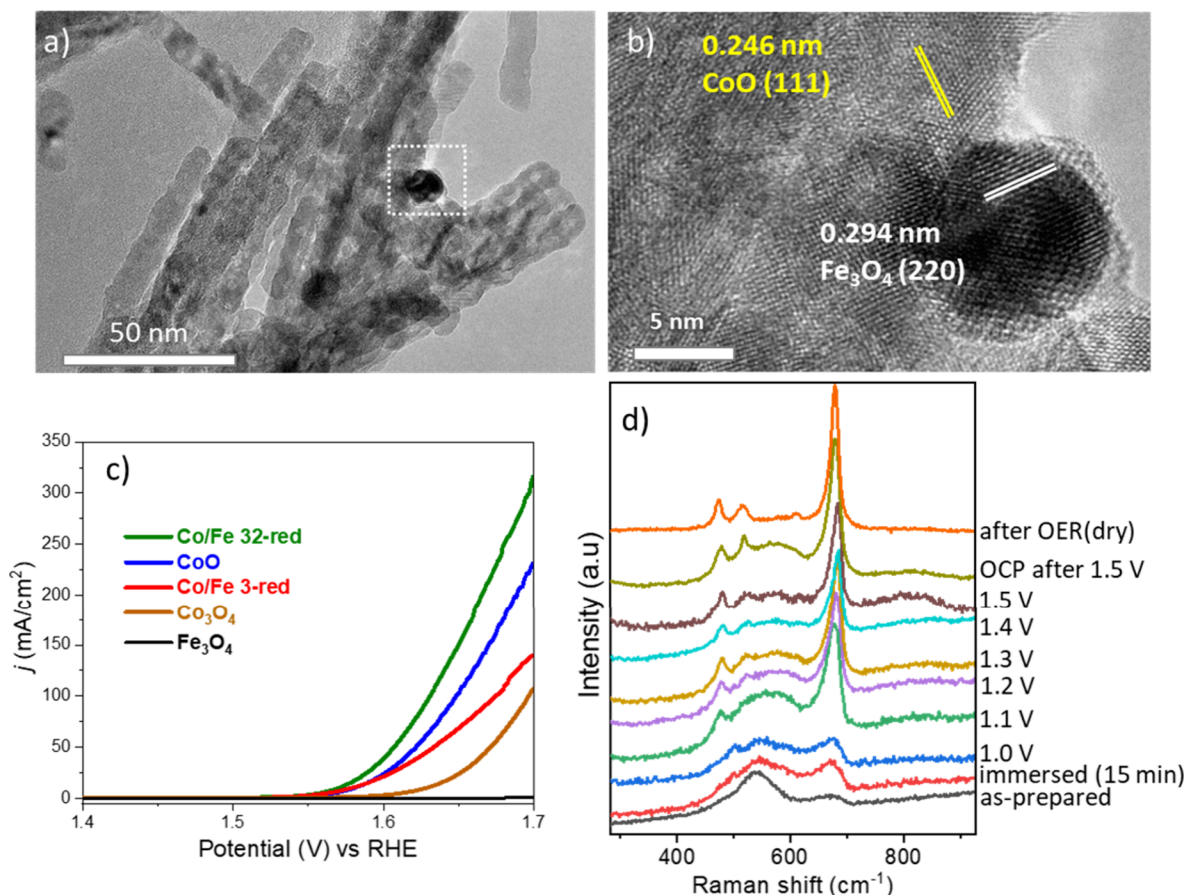 a)
50 nm
b)
0.246 nm
CoO (111)
0.294 nm
Fe₃O₄ (220)
5 nm
c)
350
300
250
200
150
100
50
0
j (mA/cm²)
Co/Fe 32-red
CoO
Co/Fe 3-red
Co₃O₄
Fe₃O₄
1.4
1.5
1.6
1.7
Potential (V) vs RHE
d)
Intensity (a.u)
after OER(dry)
OCP after 1.5 V
1.5 V
1.4 V
1.3 V
1.2 V
1.1 V
1.0 V
immersed (15 min)
as-prepared
400
600
800
Raman shift (cm⁻¹)